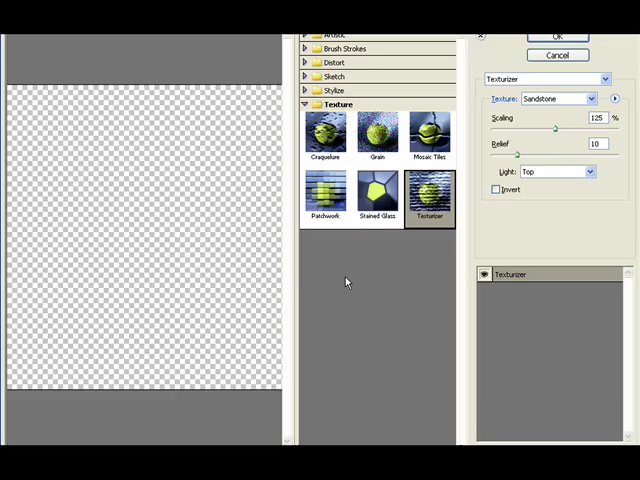 Artistic
Brush Strokes
Distort
Sketch
Stylize
Texture
Craquelure Grain Mosaic Tiles
Patchwork Stained Glass Texturizer
OK
Cancel
Texturizer
Texture: Sandstone
Scaling 125 %
Relief 10
Light: Top
Invert
Texturizer